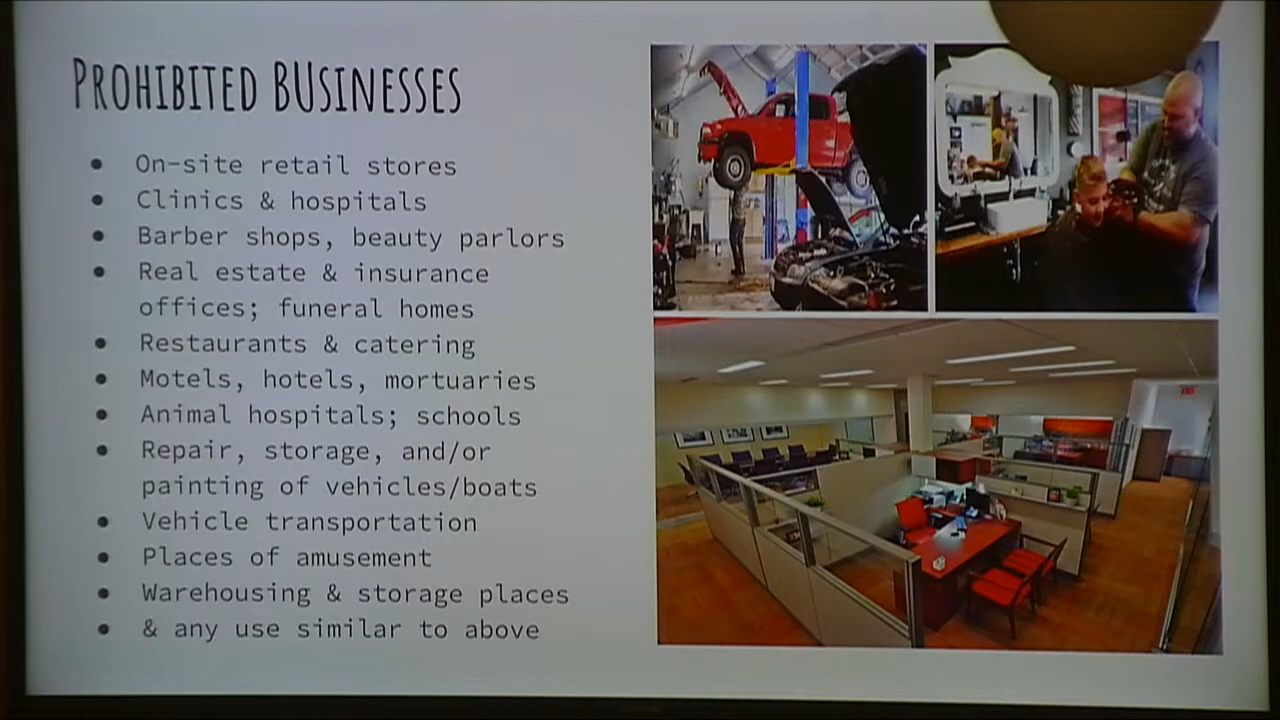 PROHIBITED BUSINESSES
• On-site retail stores
• Clinics & hospitals
• Barber shops, beauty parlors
• Real estate & insurance
offices; funeral homes
• Restaurants & catering
• Motels, hotels, mortuaries
• Animal hospitals; schools
• Repair, storage, and/or
painting of vehicles/boats
• Vehicle transportation
• Places of amusement
• Warehousing & storage places
• & any use similar to above